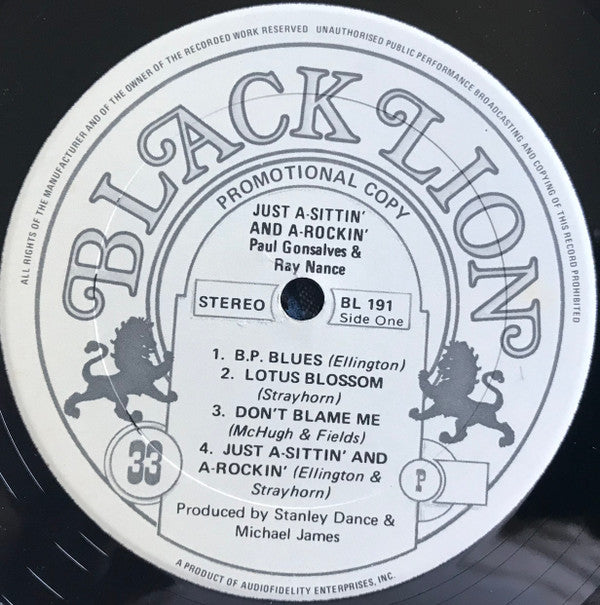 ALL RIGHTS OF THE MANUFACTURER AND OF THE OWNER OF THE RECORDED WORK RESERVED UNAUTHORISED PUBLIC PERFORMANCE BROADCASTING AND COPYING OF THIS RECORD PROHIBITED
BLACK LION
PROMOTIONAL COPY
JUST A-SITTIN'
AND A-ROCKIN'
Paul Gonsalves &
Ray Nance
STEREO
BL 191
Side One
1. B.P. BLUES (Ellington)
2. LOTUS BLOSSOM
(Strayhorn)
3. DON'T BLAME ME
(McHugh & Fields)
4. JUST A-SITTIN' AND
A-ROCKIN' (Ellington &
Strayhorn)
33
P
Produced by Stanley Dance &
Michael James
A PRODUCT OF AUDIOFIDELITY ENTERPRISES, INC.